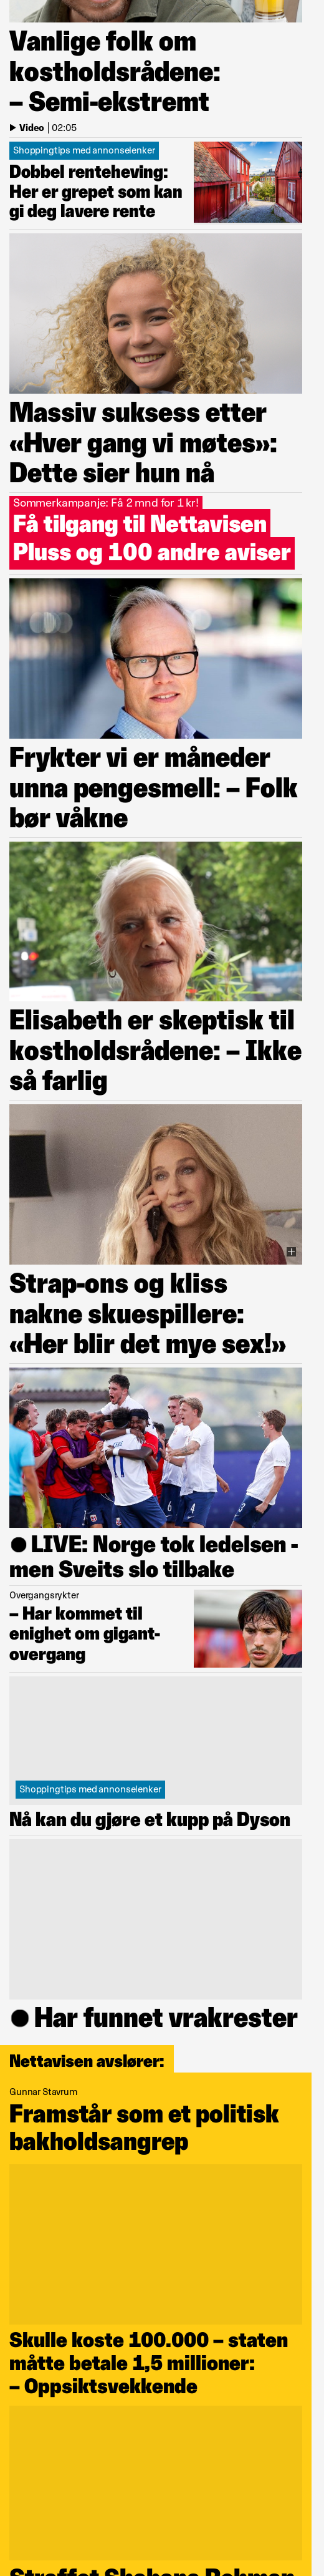 Vanlige folk om
kostholdsrådene:
– Semi-ekstremt
Video | 02:05
Shoppingtips med annonselenker
Dobbel renteheving:
Her er grepet som kan
gi deg lavere rente
Massiv suksess etter
«Hver gang vi møtes»:
Dette sier hun nå
Sommerkampanje: Få 2 mnd for 1 kr!
Få tilgang til Nettavisen
Pluss og 100 andre aviser
Frykter vi er måneder
unna pengesmell: – Folk
bør våkne
Elisabeth er skeptisk til
kostholdsrådene: – Ikke
så farlig
Strap-ons og kliss
nakne skuespillere:
«Her blir det mye sex!»
LIVE: Norge tok ledelsen -
men Sveits slo tilbake
Overgangsrykter
– Har kommet til
enighet om gigant-
overgang
Shoppingtips med annonselenker
Nå kan du gjøre et kupp på Dyson
Har funnet vrakrester
Nettavisen avslører:
Gunnar Stavrum
Framstår som et politisk
bakholdsangrep
Skulle koste 100.000 – staten
måtte betale 1,5 millioner:
– Oppsiktsvekkende